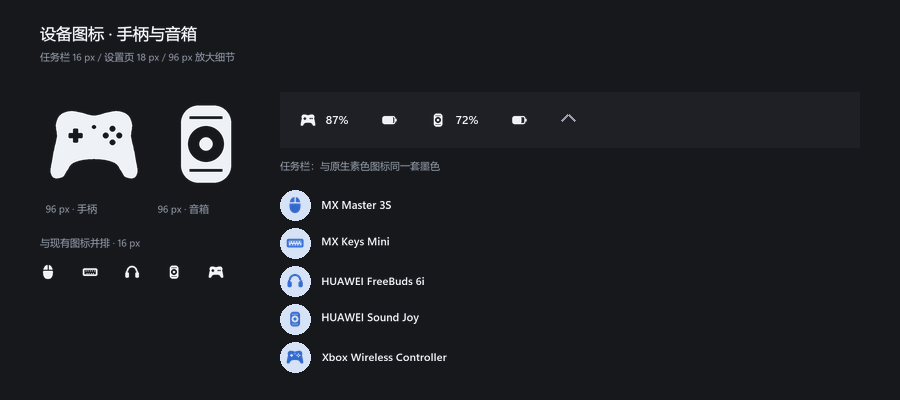 设备图标 · 手柄与音箱
任务栏 16 px / 设置页 18 px / 96 px 放大细节
87%
72%
任务栏：与原生素色图标同一套墨色
96 px · 手柄
96 px · 音箱
与现有图标并排 · 16 px
MX Master 3S
MX Keys Mini
HUAWEI FreeBuds 6i
HUAWEI Sound Joy
Xbox Wireless Controller